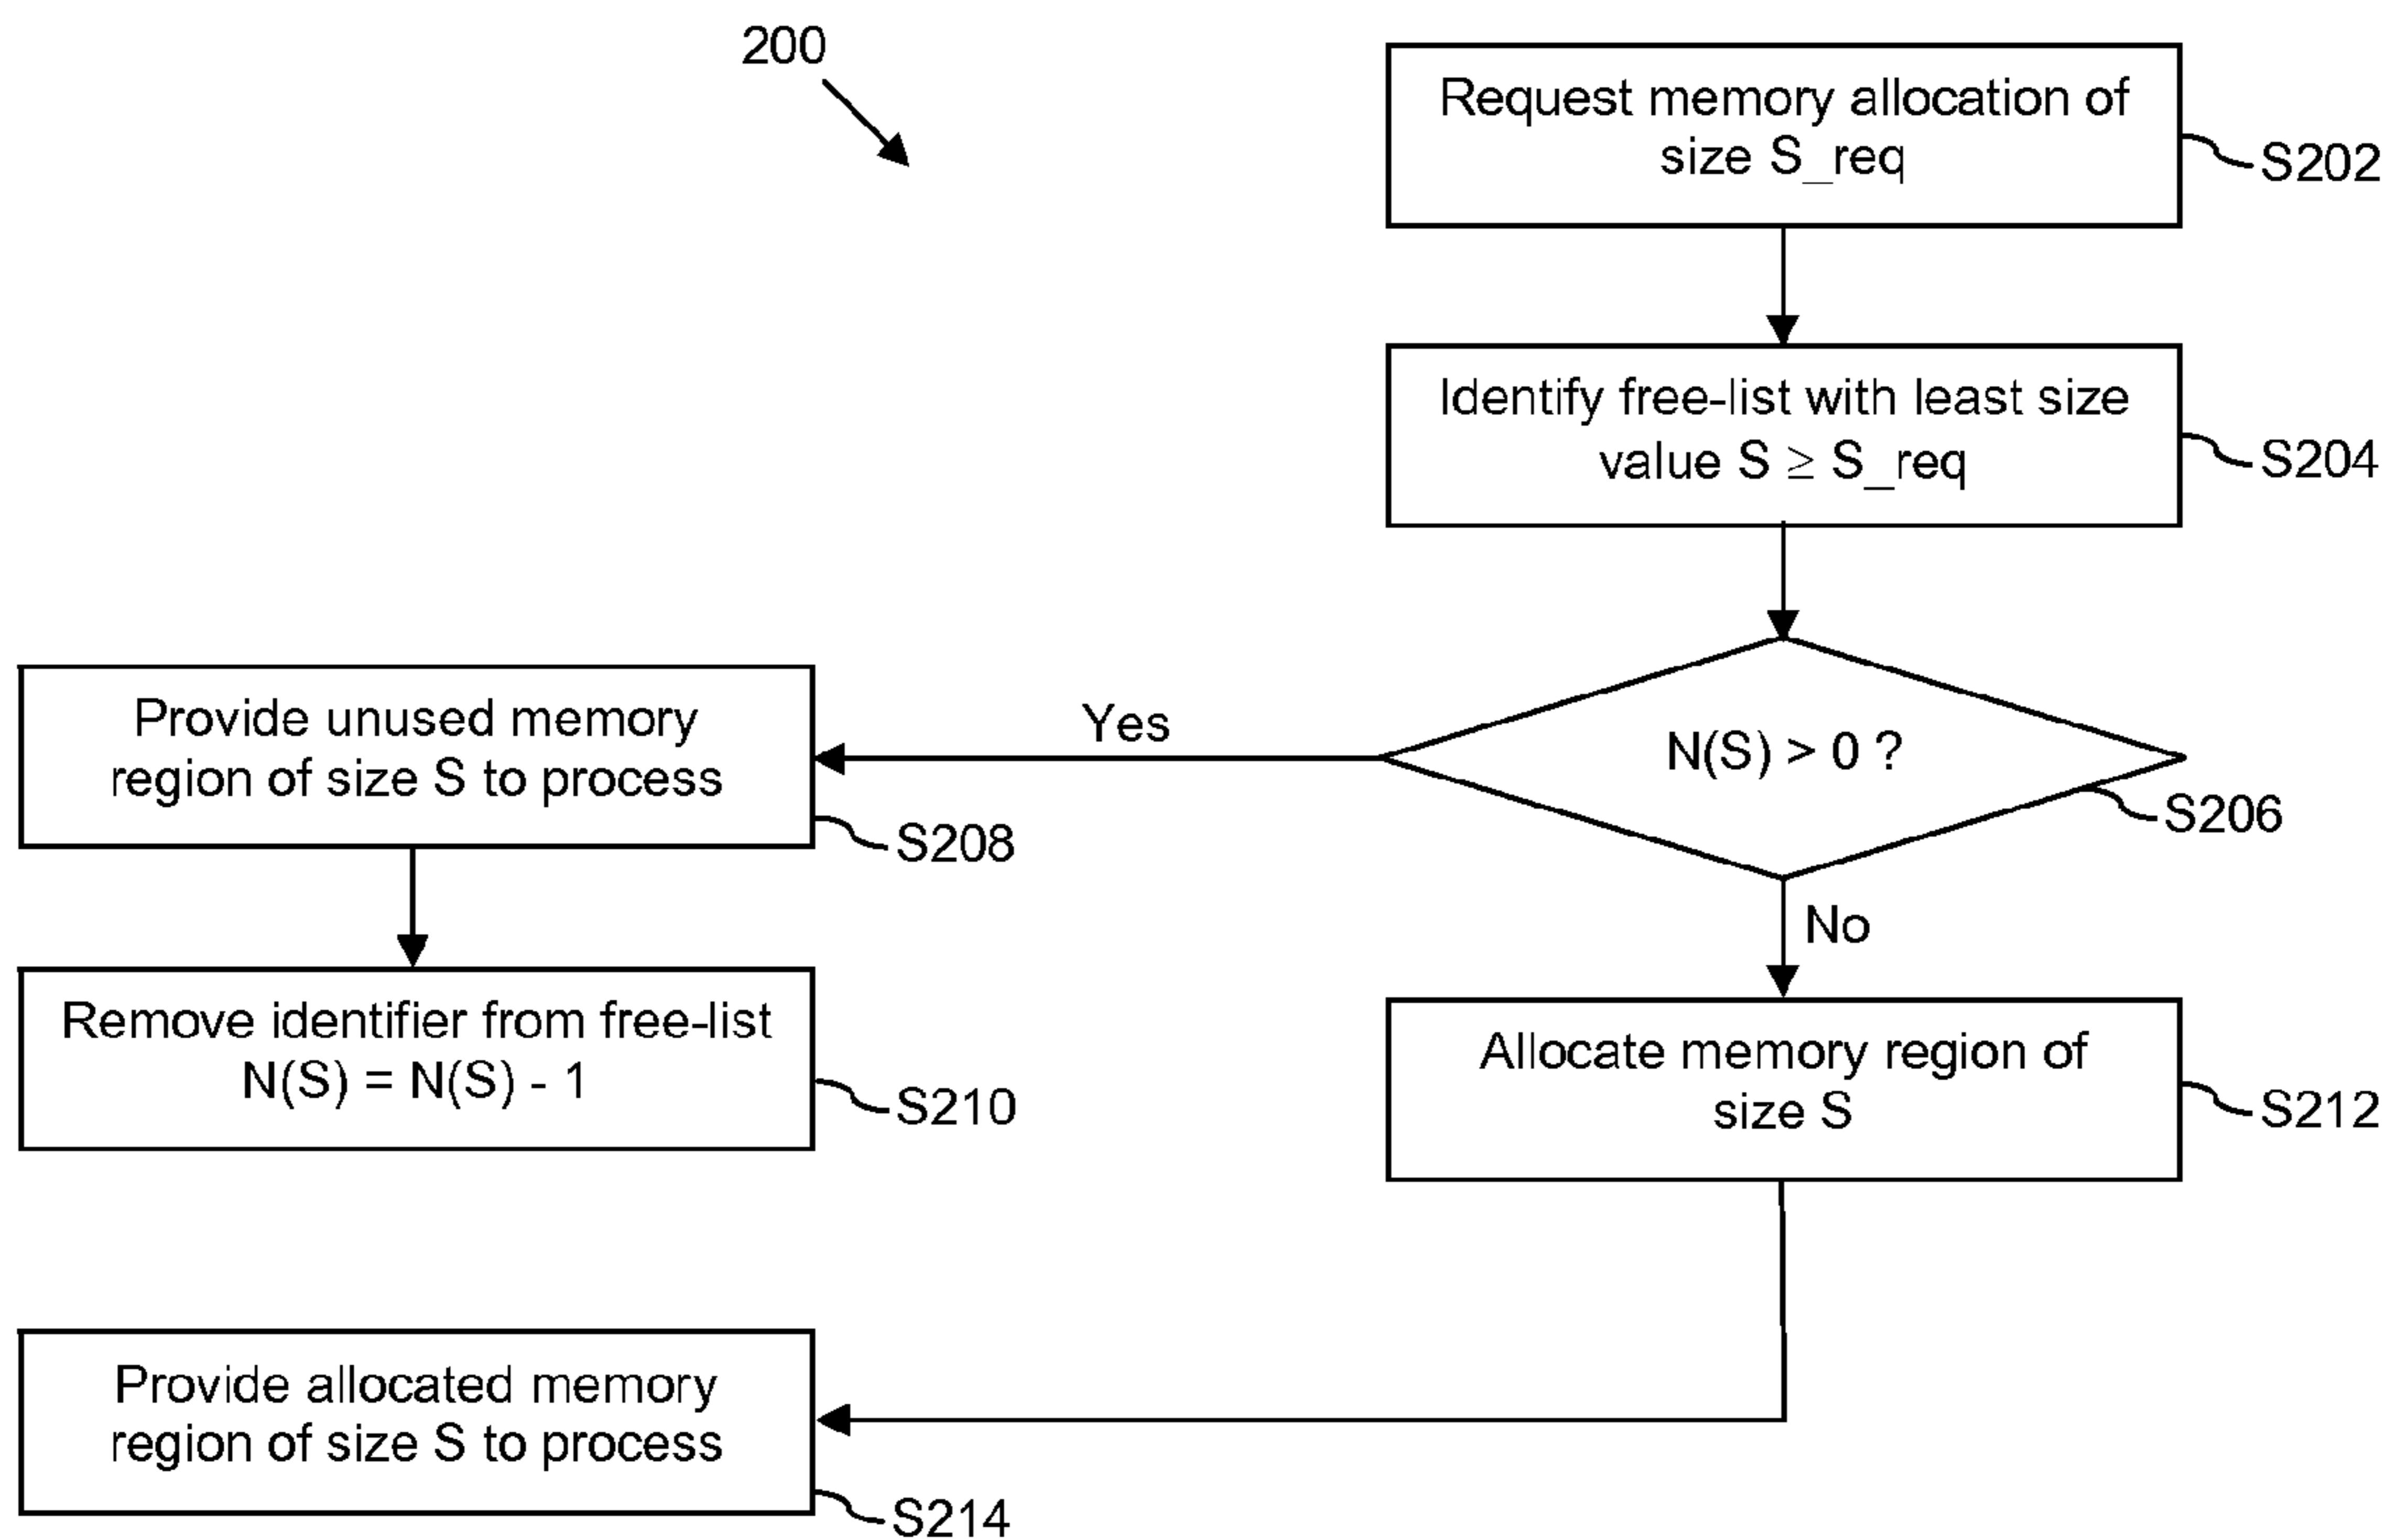 200
Request memory allocation of
size S_req
S202
Identify free-list with least size
value S ≥ S_req
S204
N(S) > 0 ?
S206
Yes
Provide unused memory
region of size S to process
S208
Remove identifier from free-list
N(S) = N(S) - 1
S210
No
Allocate memory region of
size S
S212
Provide allocated memory
region of size S to process
S214